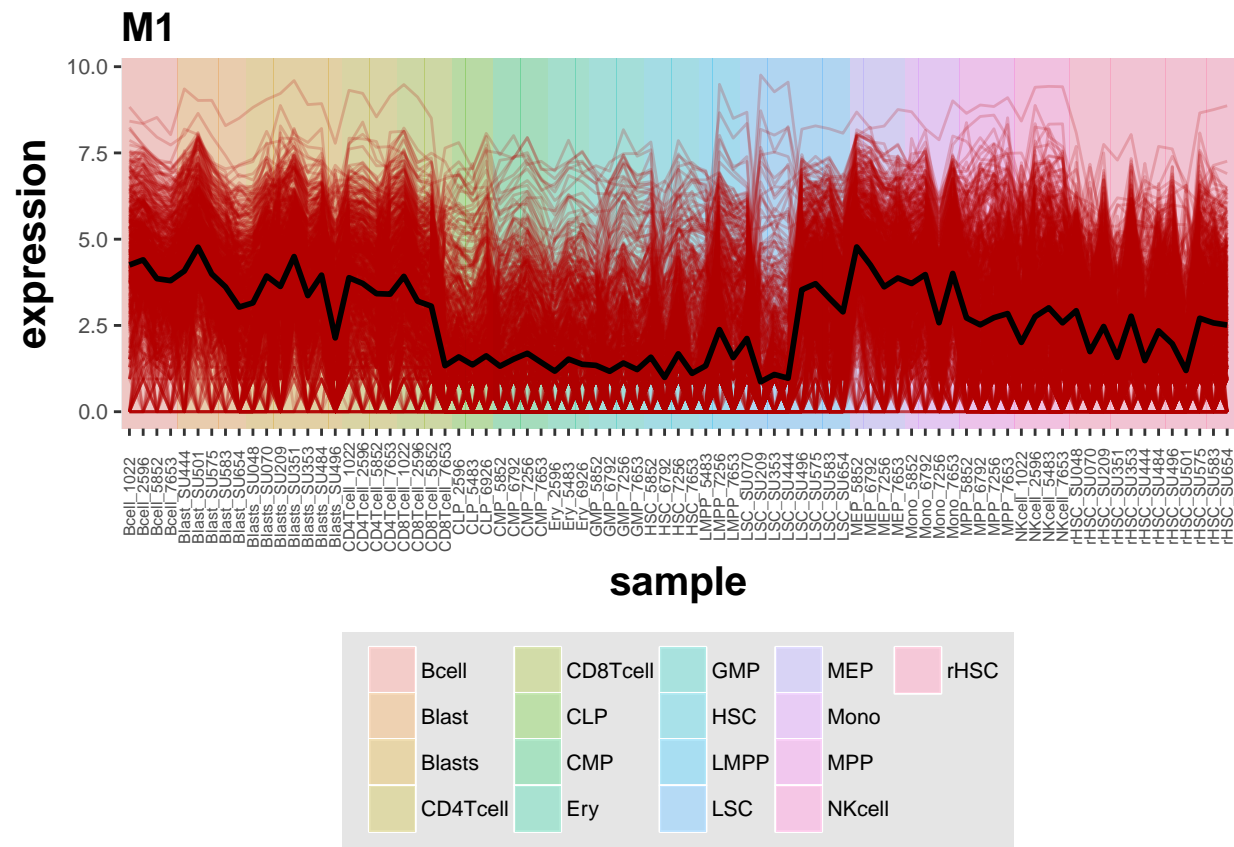 M1
10.0
7.5
5.0
2.5
0.0
expression
Bcell_1022
Bcell_2596
Bcell_5852
Bcell_7653
Blast_SU444
Blast_SU501
Blast_SU575
Blast_SU583
Blast_SU654
Blasts_SU048
Blasts_SU070
Blasts_SU209
Blasts_SU351
Blasts_SU353
Blasts_SU484
Blasts_SU496
CD4Tcell_1022
CD4Tcell_2596
CD4Tcell_5852
CD4Tcell_7653
CD8Tcell_1022
CD8Tcell_2596
CD8Tcell_5852
CD8Tcell_7653
CLP_2596
CLP_5483
CLP_6926
CMP_5852
CMP_6792
CMP_7256
CMP_7653
Ery_2596
Ery_5483
Ery_6926
GMP_5852
GMP_6792
GMP_7256
GMP_7653
HSC_5852
HSC_6792
HSC_7256
HSC_7653
LMPP_5483
LMPP_7256
LMPP_7653
LSC_SU070
LSC_SU209
LSC_SU353
LSC_SU444
LSC_SU496
LSC_SU575
LSC_SU583
LSC_SU654
MEP_5852
MEP_6792
MEP_7256
MEP_7653
Mono_5852
Mono_6792
Mono_7256
Mono_7653
MPP_5852
MPP_6792
MPP_7256
MPP_7653
NKcell_1022
NKcell_2596
NKcell_5483
NKcell_7653
rHSC_SU048
rHSC_SU070
rHSC_SU209
rHSC_SU351
rHSC_SU353
rHSC_SU444
rHSC_SU484
rHSC_SU496
rHSC_SU501
rHSC_SU575
rHSC_SU583
rHSC_SU654
sample
Bcell
Blast
Blasts
CD4Tcell
CD8Tcell
CLP
CMP
Ery
GMP
HSC
LMPP
LSC
MEP
Mono
MPP
NKcell
rHSC